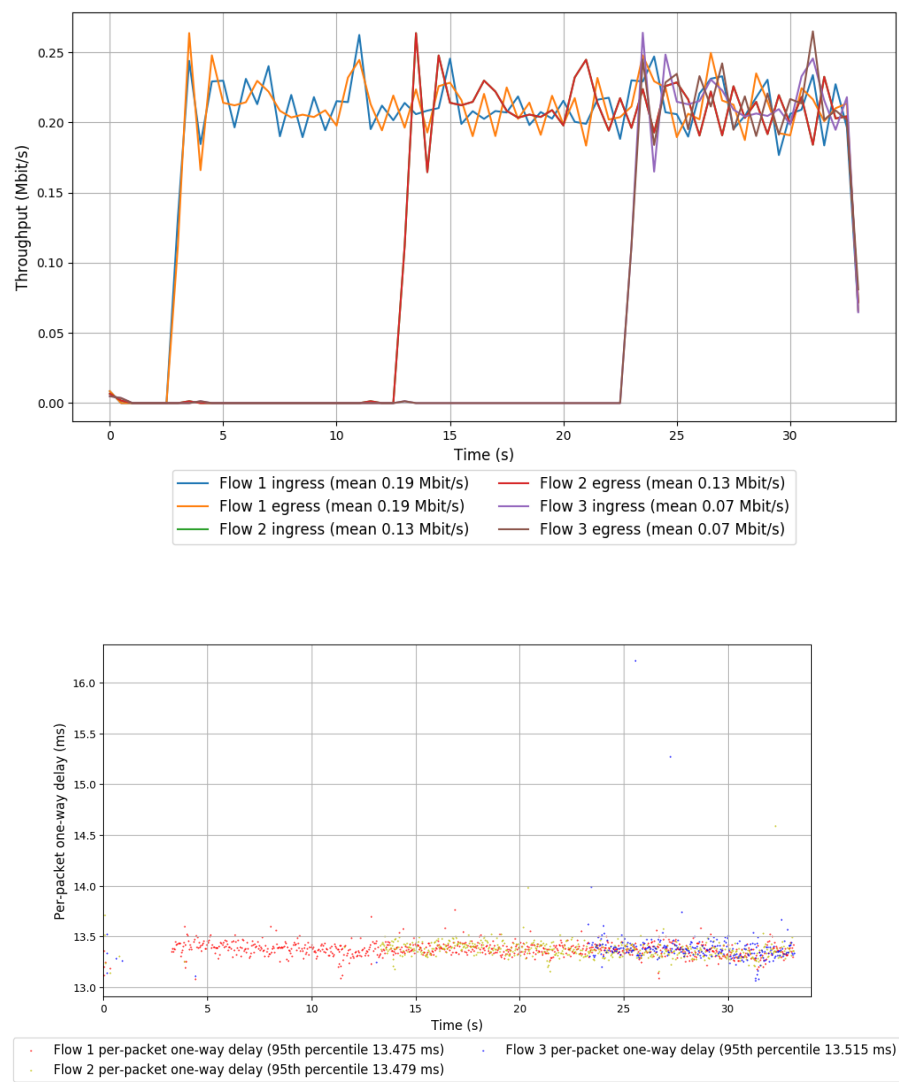 0.25
0.20
0.15
0.10
0.05
0.00
Throughput (Mbit/s)
0 5 10 15 20 25 30
Time (s)
Flow 1 ingress (mean 0.19 Mbit/s) Flow 2 egress (mean 0.13 Mbit/s)
Flow 1 egress (mean 0.19 Mbit/s) Flow 3 ingress (mean 0.07 Mbit/s)
Flow 2 ingress (mean 0.13 Mbit/s) Flow 3 egress (mean 0.07 Mbit/s)
16.0
15.5
15.0
14.5
14.0
13.5
13.0
Per-packet one-way delay (ms)
0 5 10 15 20 25 30
Time (s)
Flow 1 per-packet one-way delay (95th percentile 13.475 ms) Flow 3 per-packet one-way delay (95th percentile 13.515 ms)
Flow 2 per-packet one-way delay (95th percentile 13.479 ms)